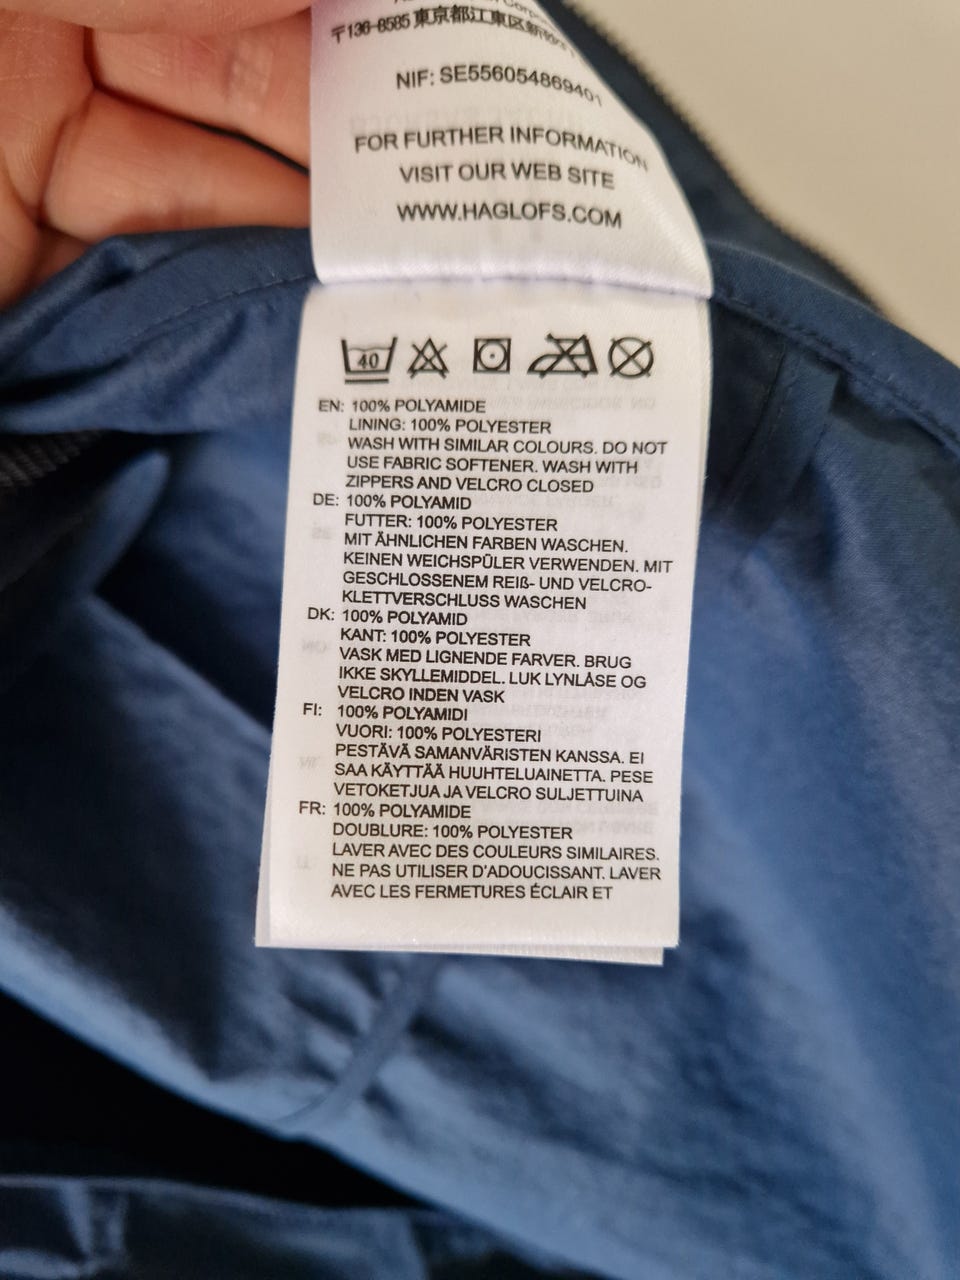 〒136-8585 東京都江東区新
NIF: SE556054869401
FOR FURTHER INFORMATION
VISIT OUR WEB SITE
WWW.HAGLOFS.COM
40
EN: 100% POLYAMIDE
LINING: 100% POLYESTER
WASH WITH SIMILAR COLOURS. DO NOT
USE FABRIC SOFTENER. WASH WITH
ZIPPERS AND VELCRO CLOSED
DE: 100% POLYAMID
FUTTER: 100% POLYESTER
MIT ÄHNLICHEN FARBEN WASCHEN.
KEINEN WEICHSPÜLER VERWENDEN. MIT
GESCHLOSSENEM REIß- UND VELCRO-
KLETTVERSCHLUSS WASCHEN
DK: 100% POLYAMID
KANT: 100% POLYESTER
VASK MED LIGNENDE FARVER. BRUG
IKKE SKYLLEMIDDEL. LUK LYNLÅSE OG
VELCRO INDEN VASK
FI: 100% POLYAMIDI
VUORI: 100% POLYESTERI
PESTÄVÄ SAMANVÄRISTEN KANSSA. EI
SAA KÄYTTÄÄ HUUHTELUAINETTA. PESE
VETOKETJUA JA VELCRO SULJETTUINA
FR: 100% POLYAMIDE
DOUBLURE: 100% POLYESTER
LAVER AVEC DES COULEURS SIMILAIRES.
NE PAS UTILISER D'ADOUCISSANT. LAVER
AVEC LES FERMETURES ÉCLAIR ET